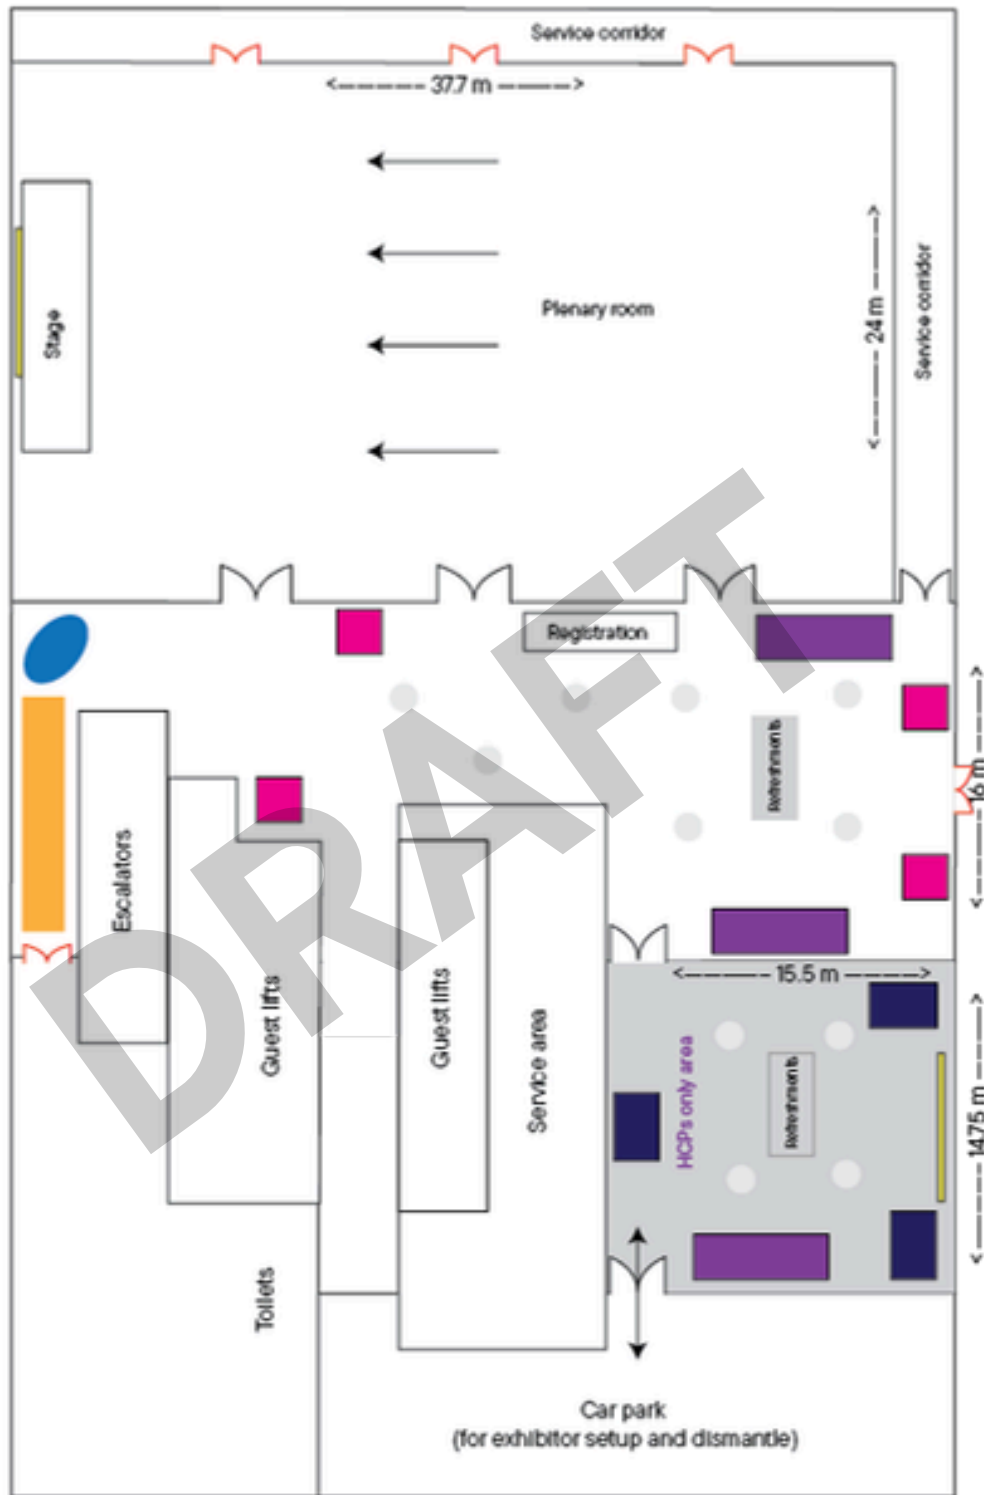 Service corridor
<------ 37.7 m ------>
Stage
Plenary room
<------ 24 m ------>
Service corridor
Registration
Refreshments
<------ 16 m ------>
Escalators
Guest lifts
Guest lifts
Service area
<------ 15.5 m ------>
HCPs only area
Refreshments
<------ 14.75 m ------>
Toilets
Car park
(for exhibitor setup and dismantle)
DRAFT